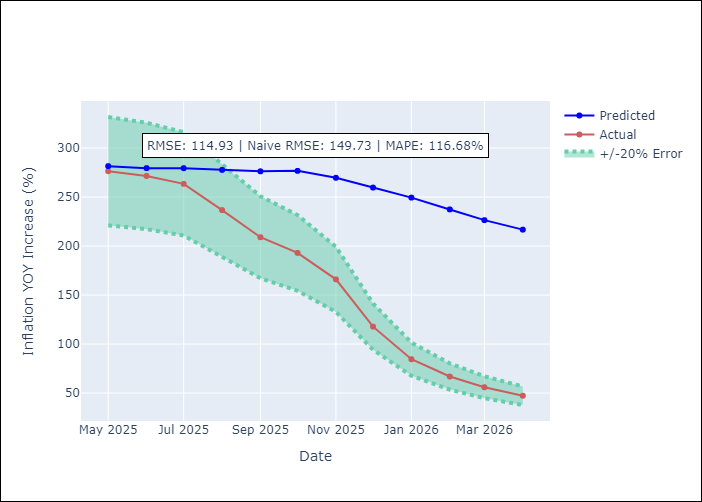 RMSE: 114.93 | Naive RMSE: 149.73 | MAPE: 116.68%
Predicted
Actual
+/-20% Error
Inflation YOY Increase (%)
300
250
200
150
100
50
May 2025 Jul 2025 Sep 2025 Nov 2025 Jan 2026 Mar 2026
Date